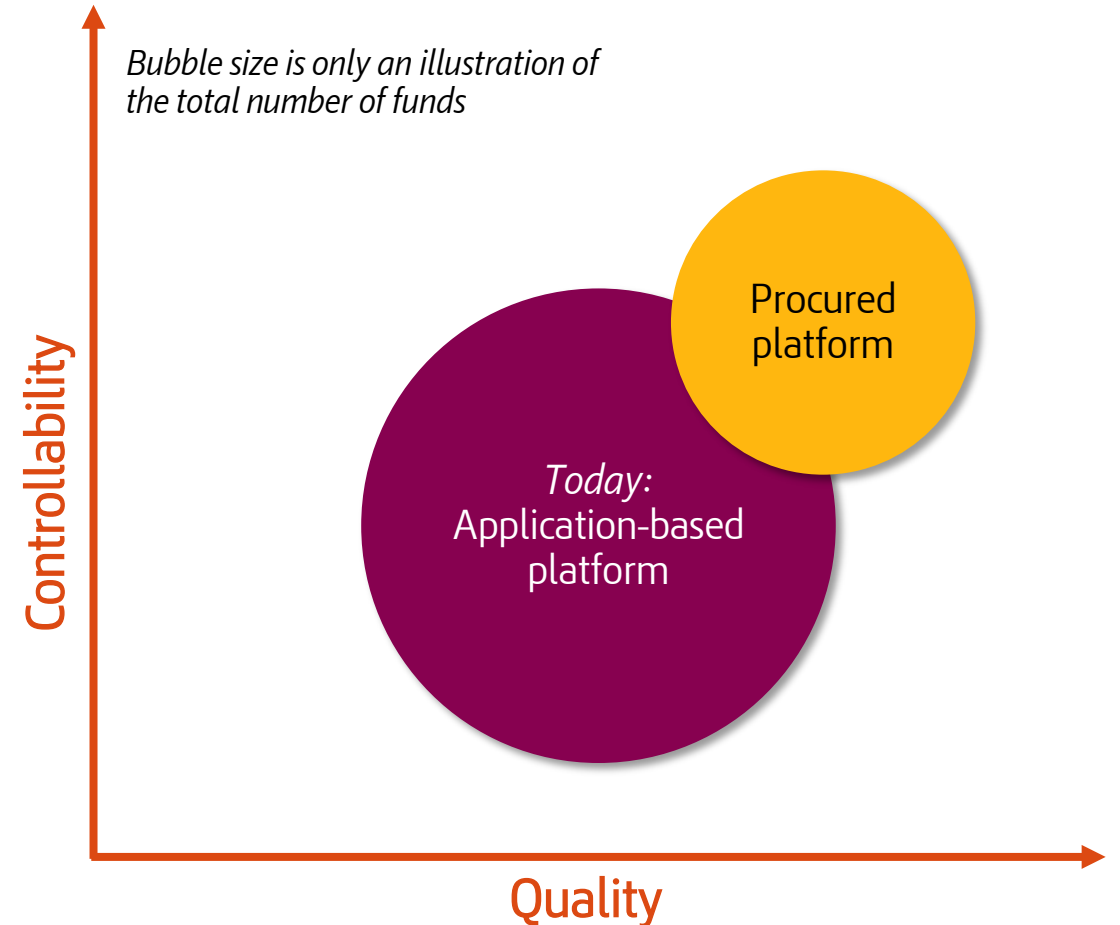 Bubble size is only an illustration of
the total number of funds
Controllability
Procured
platform
Today:
Application-based
platform
Quality